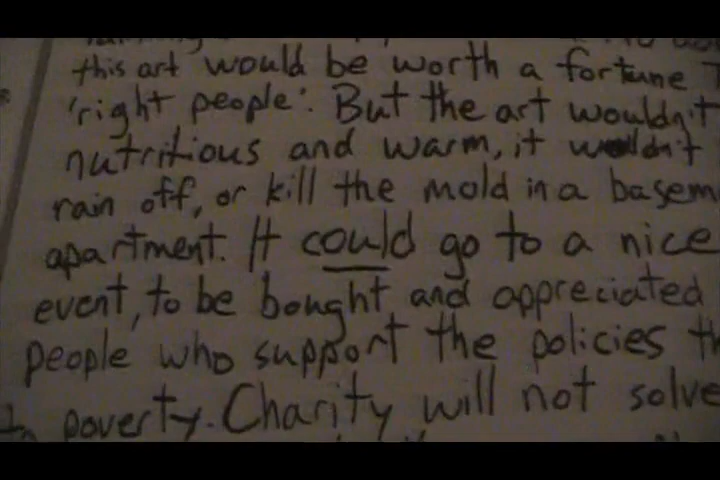 this art would be worth a fortune
'right people'. But the art wouldn't
nutritious and warm, it wouldn't
rain off, or kill the mold in a basem
apartment. It could go to a nice
event, to be bought and appreciated
people who support the policies th
poverty. Charity will not solve